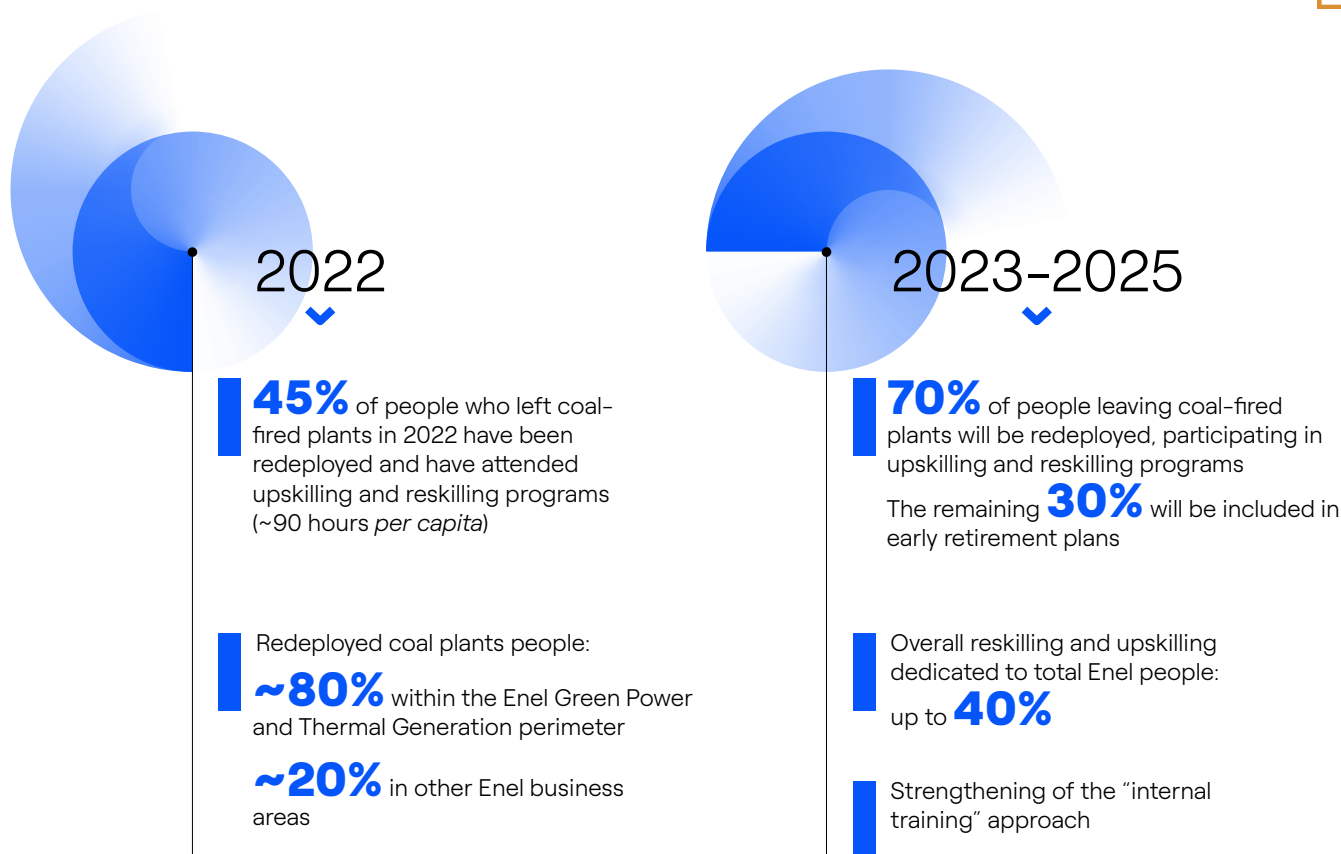 2022
45% of people who left coal-
fired plants in 2022 have been
redeployed and have attended
upskilling and reskilling programs
(~90 hours per capita)
Redeployed coal plants people:
~80% within the Enel Green Power
and Thermal Generation perimeter
~20% in other Enel business
areas
2023-2025
70% of people leaving coal-fired
plants will be redeployed, participating in
upskilling and reskilling programs
The remaining 30% will be included in
early retirement plans
Overall reskilling and upskilling
dedicated to total Enel people:
up to 40%
Strengthening of the “internal
training” approach